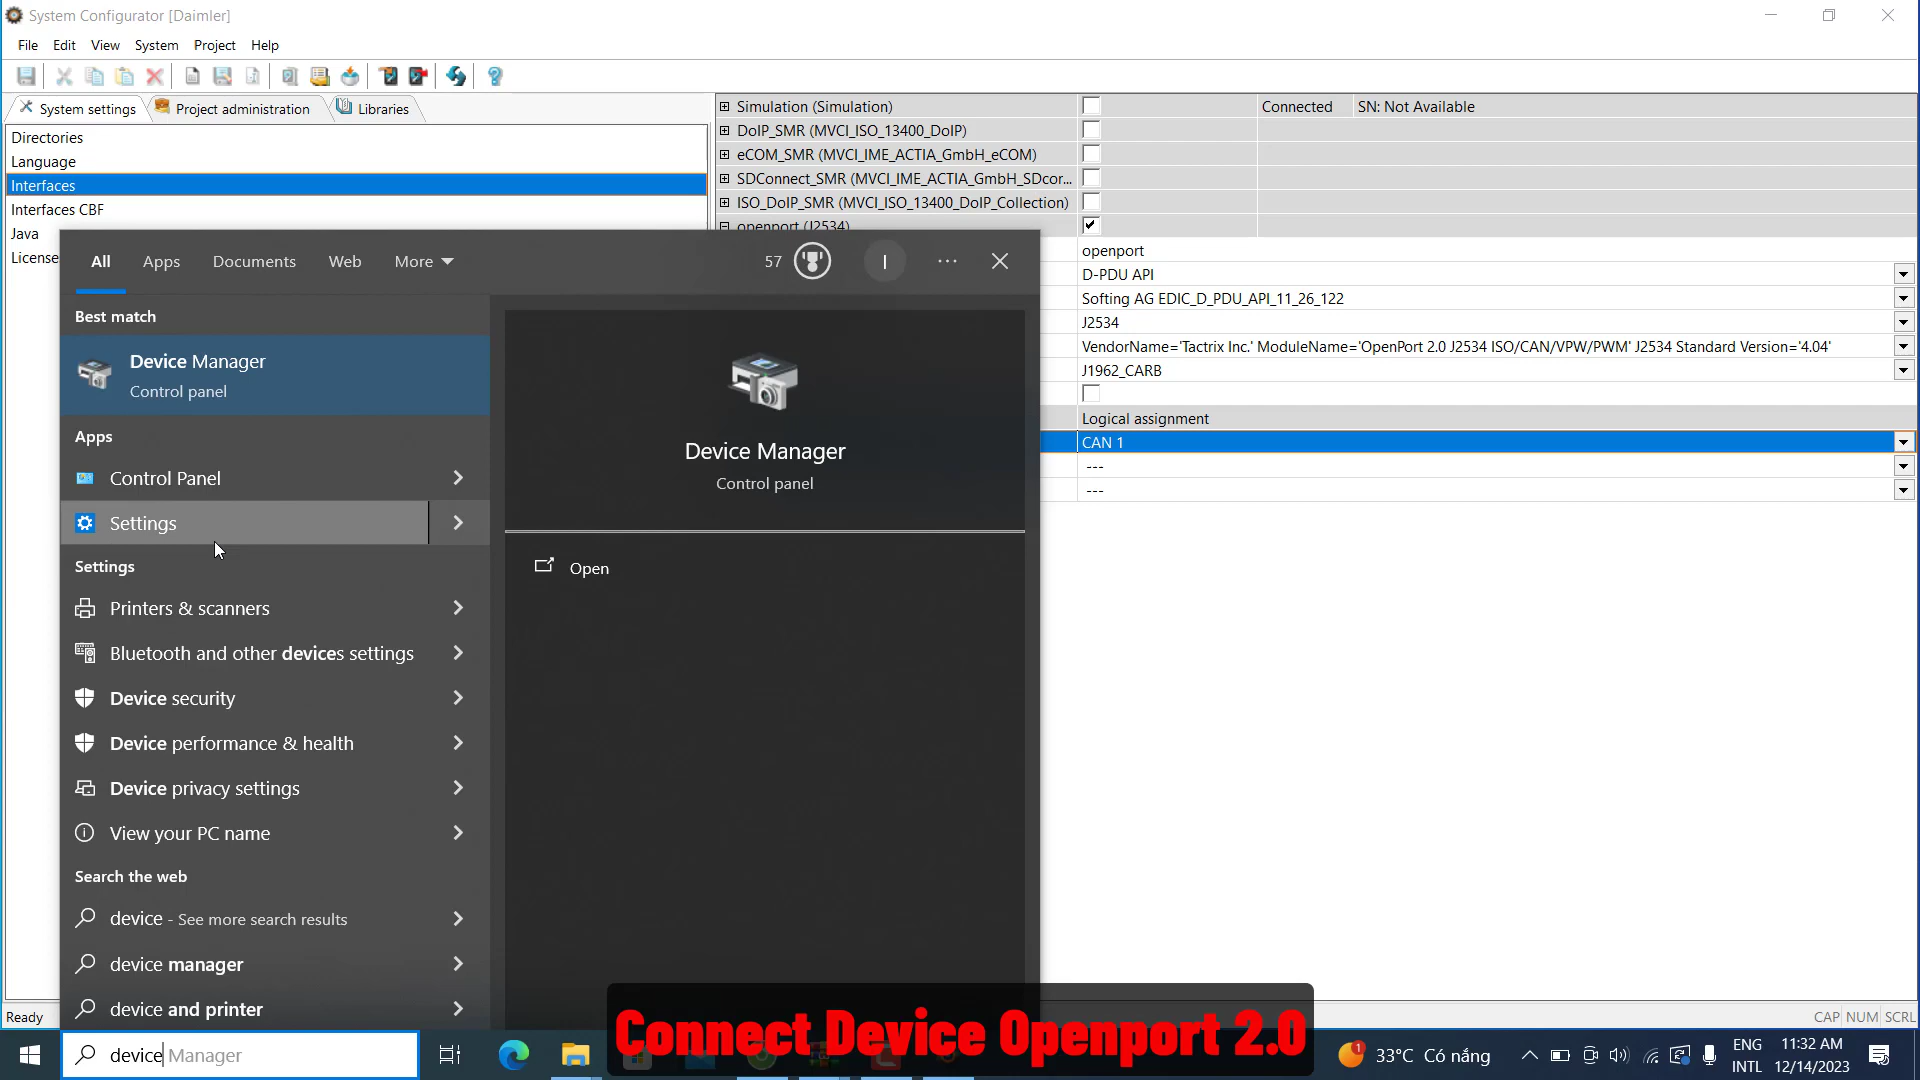 System Configurator [Daimler]
File Edit View System Project Help
System settings Project administration Libraries
Directories
Language
Interfaces
Interfaces CBF
Java
License
Simulation (Simulation) Connected SN: Not Available
DoIP_SMR (MVCI_ISO_13400_DoIP)
eCOM_SMR (MVCI_IME_ACTIA_GmbH_eCOM)
SDConnect_SMR (MVCI_IME_ACTIA_GmbH_SDcor...
ISO_DoIP_SMR (MVCI_ISO_13400_DoIP_Collection)
openport (J2534)
openport
D-PDU API
Softing AG EDIC_D_PDU_API_11_26_122
J2534
VendorName='Tactrix Inc.' ModuleName='OpenPort 2.0 J2534 ISO/CAN/VPW/PWM' J2534 Standard Version='4.04'
J1962_CARB
Logical assignment
CAN 1
---
---
All Apps Documents Web More 57 I ...
Best match
Device Manager
Control panel
Apps
Control Panel
Settings
Settings
Printers & scanners
Bluetooth and other devices settings
Device security
Device performance & health
Device privacy settings
View your PC name
Search the web
device - See more search results
device manager
device and printer
Device Manager
Control panel
Open
Ready CAP NUM SCRL
Connect Device Openport 2.0
device Manager
1 33°C Có nắng
ENG
INTL
11:32 AM
12/14/2023